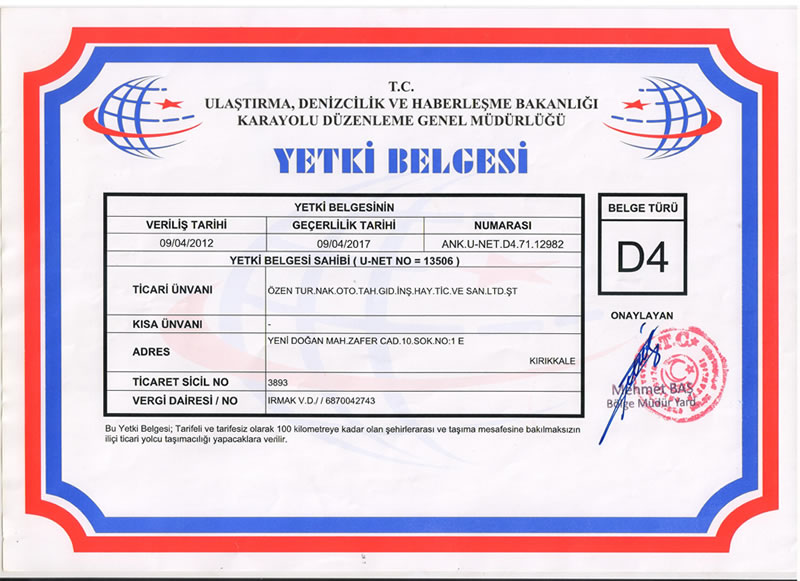 T.C.
ULAŞTIRMA, DENİZCİLİK VE HABERLEŞME BAKANLIĞI
KARAYOLU DÜZENLEME GENEL MÜDÜRLÜĞÜ
YETKİ BELGESİ
YETKİ BELGESİNİN
VERİLİŞ TARİHİ GEÇERLİLİK TARİHİ NUMARASI
09/04/2012 09/04/2017 ANK.U-NET.D4.71.12982
YETKİ BELGESİ SAHİBİ ( U-NET NO = 13506 )
TİCARİ ÜNVANI ÖZEN TUR.NAK.OTO.TAH.GID.İNŞ.HAY.TİC.VE SAN.LTD.ŞT
KISA ÜNVANI -
ADRES YENİ DOĞAN MAH.ZAFER CAD.10.SOK.NO:1 E
KIRIKKALE
TİCARET SİCİL NO 3893
VERGİ DAİRESİ / NO IRMAK V.D./ / 6870042743
BELGE TÜRÜ
D4
ONAYLAYAN
T.C.
Mehmet BAŞ
Bölge Müdür Yard
Bu Yetki Belgesi; Tarifeli ve tarifesiz olarak 100 kilometreye kadar olan şehirlerarası ve taşıma mesafesine bakılmaksızın
iliçi ticari yolcu taşımacılığı yapacaklara verilir.